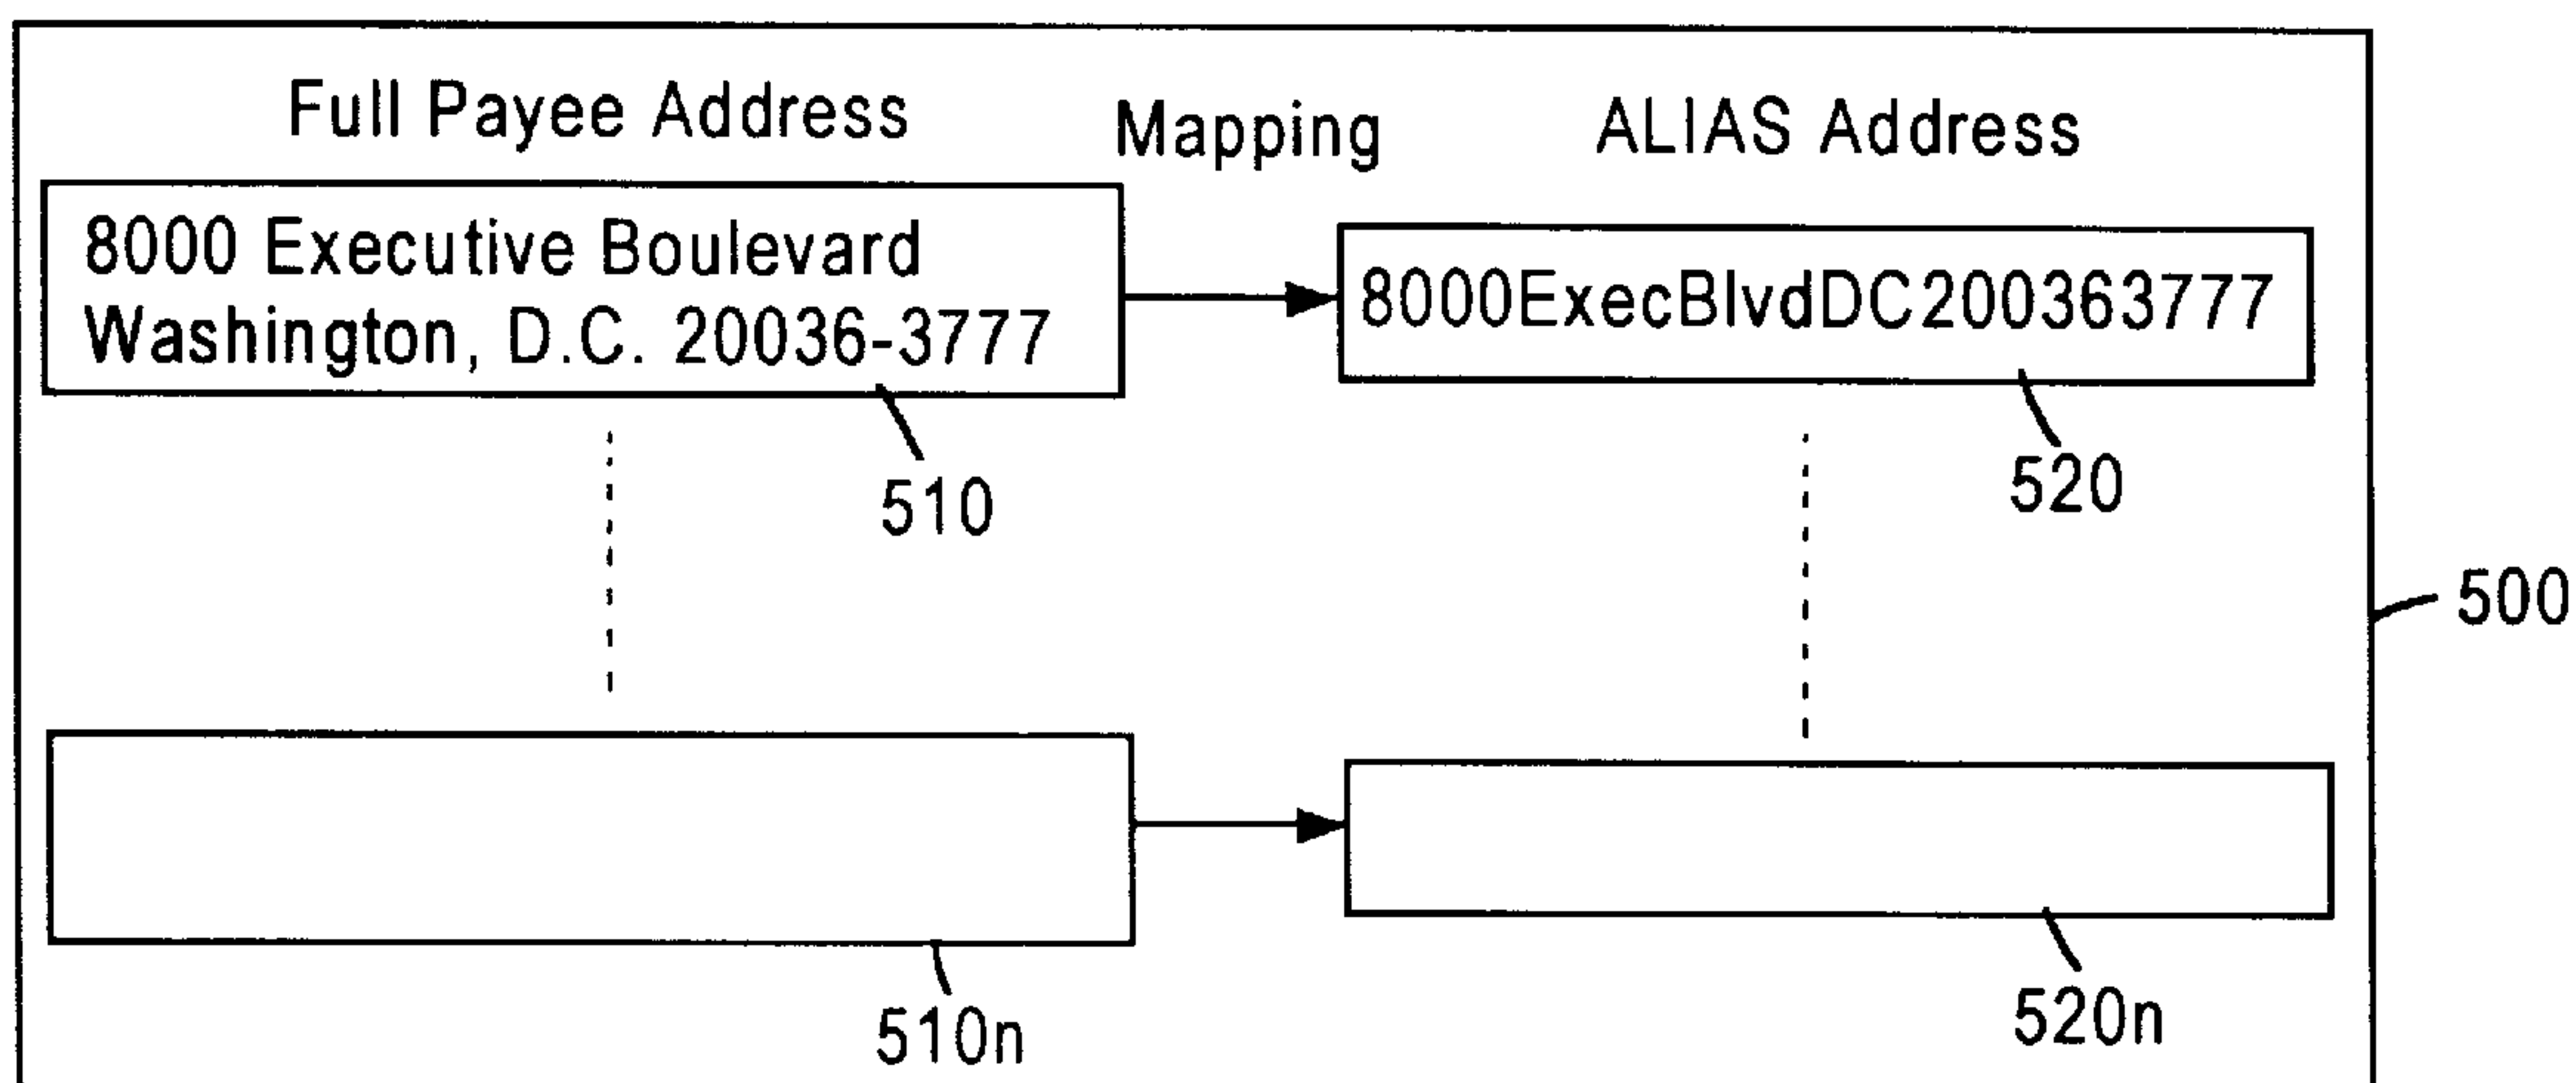 Full Payee Address
Mapping
ALIAS Address
8000 Executive Boulevard
Washington, D.C. 20036-3777
8000ExecBlvdDC200363777
510
520
500
510n
520n